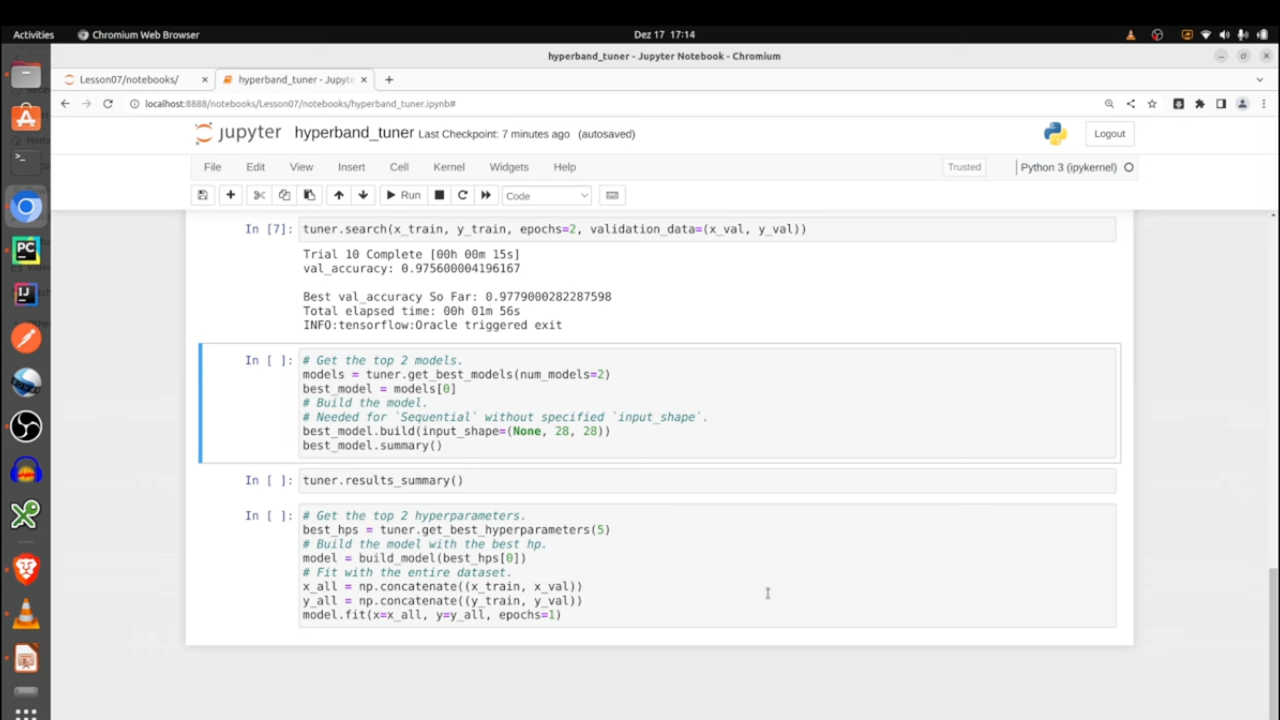 Activities
Chromium Web Browser
Dez 17 17:14
hyperband_tuner - Jupyter Notebook - Chromium
Lesson07/notebooks/
hyperband_tuner - Jupyte
localhost:8888/notebooks/Lesson07/notebooks/hyperband_tuner.ipynb#
jupyter hyperband_tuner Last Checkpoint: 7 minutes ago (autosaved)
Logout
File Edit View Insert Cell Kernel Widgets Help
Trusted
Python 3 (ipykernel)
Run
Code
In [7]: tuner.search(x_train, y_train, epochs=2, validation_data=(x_val, y_val))
Trial 10 Complete [00h 00m 15s]
val_accuracy: 0.975600004196167
Best val_accuracy So Far: 0.9779000282287598
Total elapsed time: 00h 01m 56s
INFO:tensorflow:Oracle triggered exit
In [ ]: # Get the top 2 models.
models = tuner.get_best_models(num_models=2)
best_model = models[0]
# Build the model.
# Needed for `Sequential` without specified `input_shape`.
best_model.build(input_shape=(None, 28, 28))
best_model.summary()
In [ ]: tuner.results_summary()
In [ ]: # Get the top 2 hyperparameters.
best_hps = tuner.get_best_hyperparameters(5)
# Build the model with the best hp.
model = build_model(best_hps[0])
# Fit with the entire dataset.
x_all = np.concatenate((x_train, x_val))
y_all = np.concatenate((y_train, y_val))
model.fit(x=x_all, y=y_all, epochs=1)